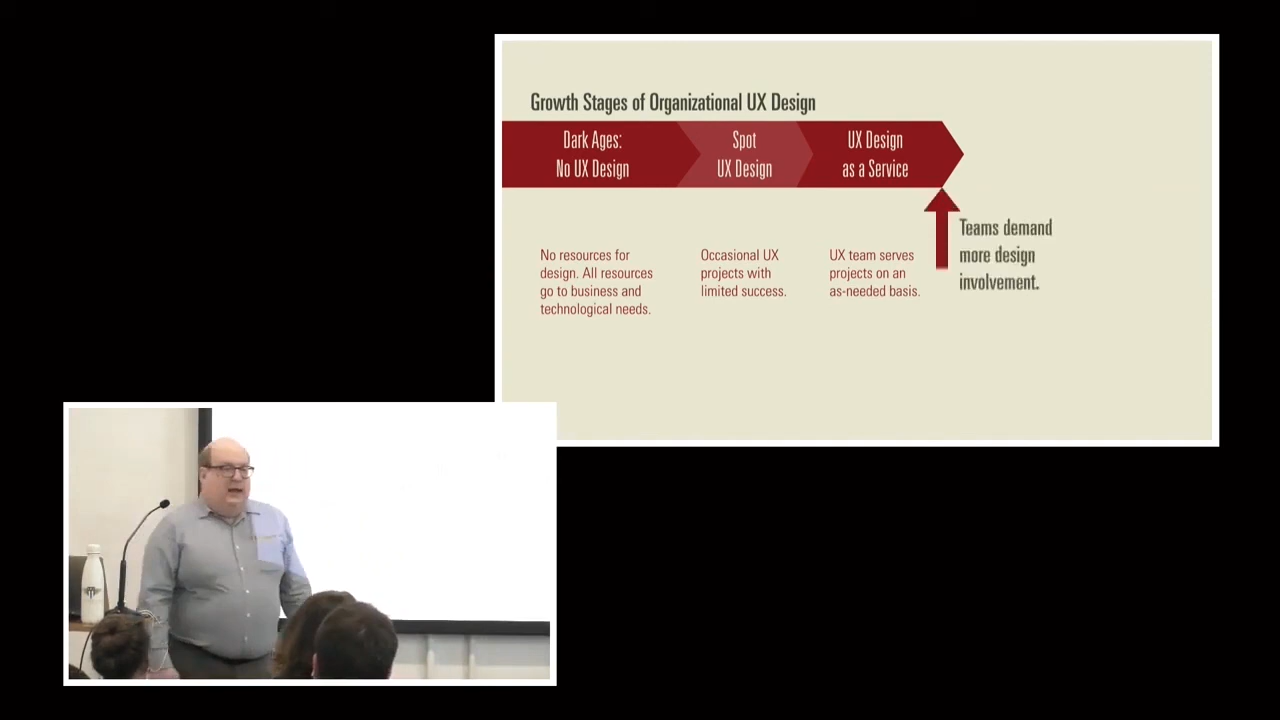 Growth Stages of Organizational UX Design
Dark Ages:
No UX Design
Spot
UX Design
UX Design
as a Service
No resources for
design. All resources
go to business and
technological needs.
Occasional UX
projects with
limited success.
UX team serves
projects on an
as-needed basis.
Teams demand
more design
involvement.